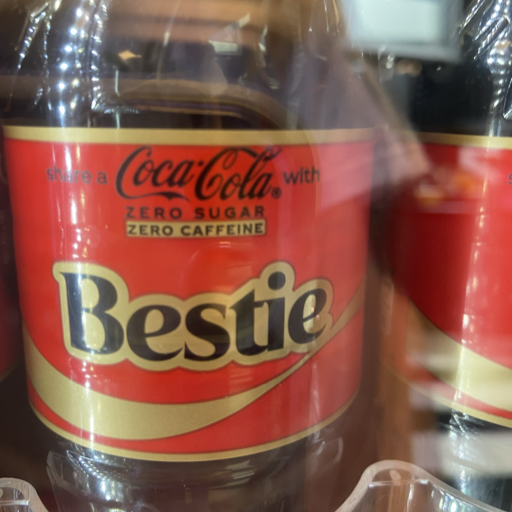 share a Coca-Cola® with
ZERO SUGAR
ZERO CAFFEINE
Bestie